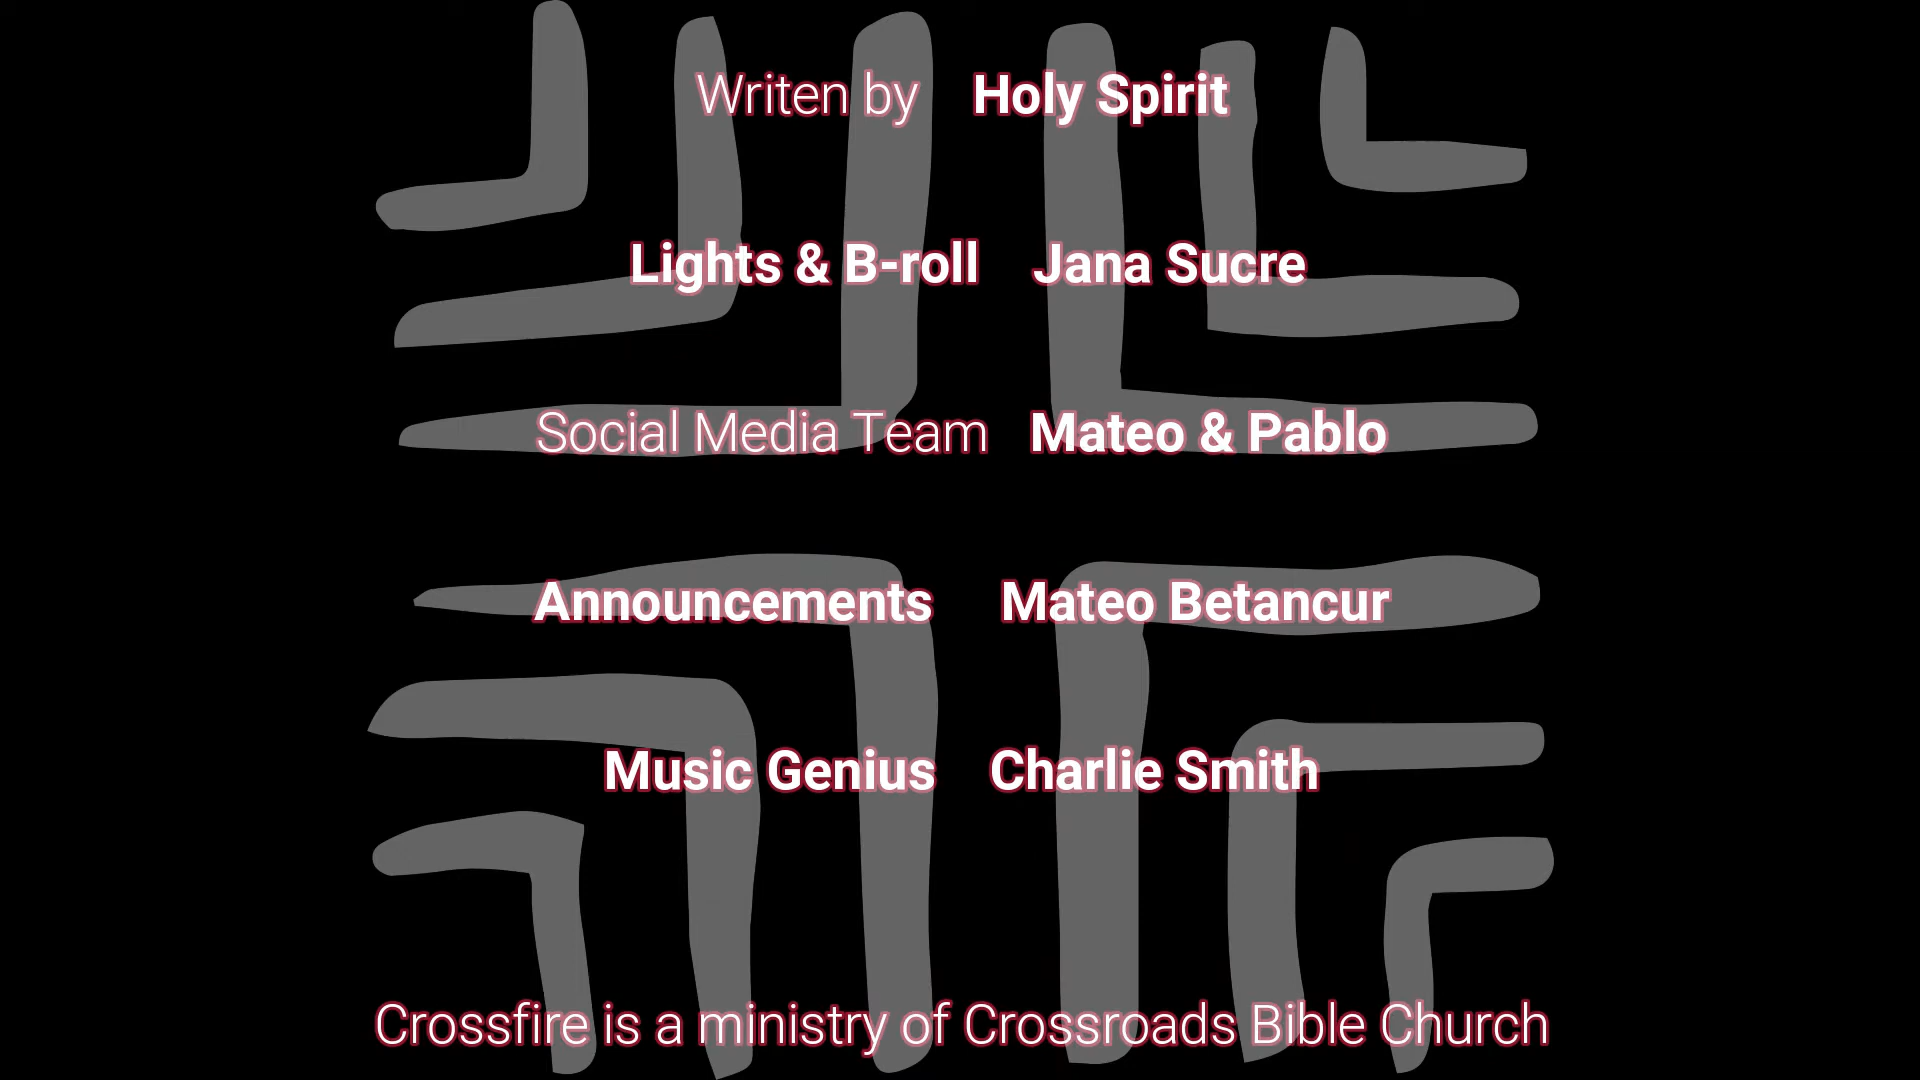 Writen by Holy Spirit
Lights & B-roll Jana Sucre
Social Media Team Mateo & Pablo
Announcements Mateo Betancur
Music Genius Charlie Smith
Crossfire is a ministry of Crossroads Bible Church